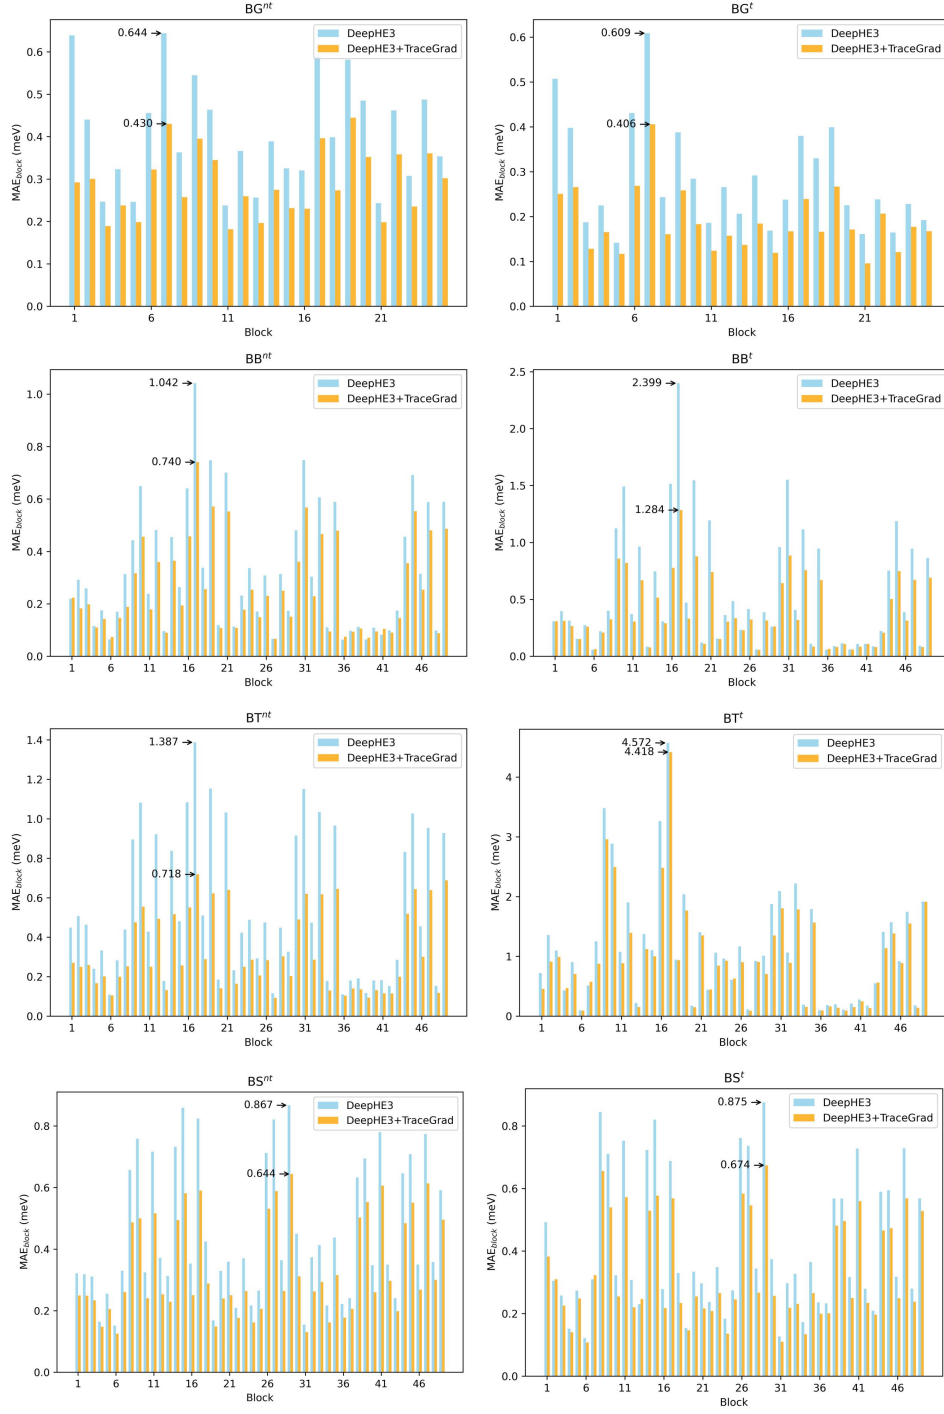 BG^nt
0.644
DeepHE3
DeepHE3+TraceGrad
0.430
MAE_block (meV)
0.6
0.5
0.4
0.3
0.2
0.1
0.0
1 6 11 16 21
Block
BG^t
0.609
DeepHE3
DeepHE3+TraceGrad
0.406
MAE_block (meV)
0.6
0.5
0.4
0.3
0.2
0.1
0.0
1 6 11 16 21
Block
BB^nt
1.042
DeepHE3
DeepHE3+TraceGrad
0.740
MAE_block (meV)
1.0
0.8
0.6
0.4
0.2
0.0
1 6 11 16 21 26 31 36 41 46
Block
BB^t
2.399
DeepHE3
DeepHE3+TraceGrad
1.284
MAE_block (meV)
2.5
2.0
1.5
1.0
0.5
0.0
1 6 11 16 21 26 31 36 41 46
Block
BT^nt
1.387
DeepHE3
DeepHE3+TraceGrad
0.718
MAE_block (meV)
1.4
1.2
1.0
0.8
0.6
0.4
0.2
0.0
1 6 11 16 21 26 31 36 41 46
Block
BT^t
4.572
4.418
DeepHE3
DeepHE3+TraceGrad
MAE_block (meV)
4
3
2
1
0
1 6 11 16 21 26 31 36 41 46
Block
BS^nt
0.867
DeepHE3
DeepHE3+TraceGrad
0.644
MAE_block (meV)
0.8
0.6
0.4
0.2
0.0
1 6 11 16 21 26 31 36 41 46
Block
BS^t
0.875
DeepHE3
DeepHE3+TraceGrad
0.674
MAE_block (meV)
0.8
0.6
0.4
0.2
0.0
1 6 11 16 21 26 31 36 41 46
Block